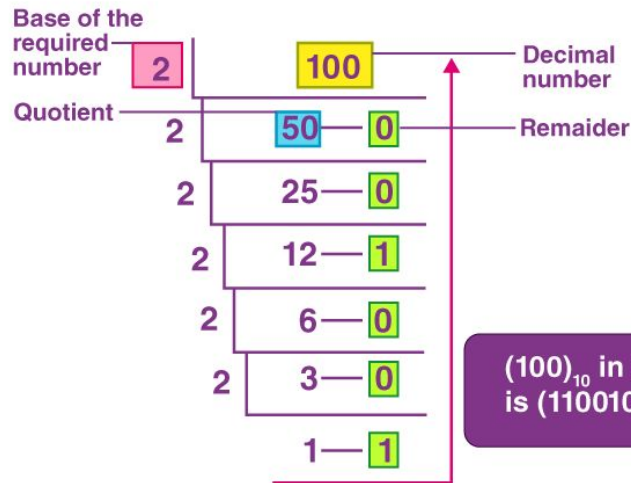 Base of the
required
number
2
100
Decimal
number
Quotient
2
50
0
Remaider
2
25
0
2
12
1
2
6
0
2
3
0
1
1
(100)₁₀ in
is (110010